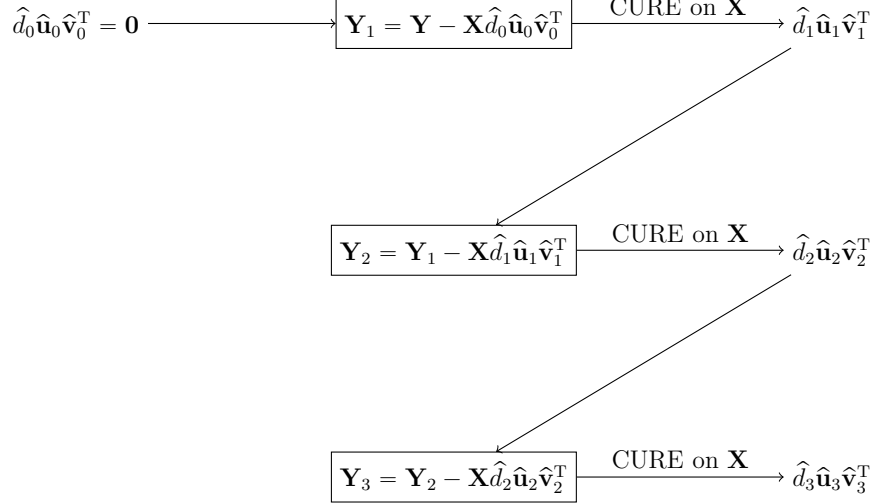 d̂₀û₀v̂₀ᵀ = 𝟎 Y₁ = Y − Xd̂₀û₀v̂₀ᵀ CURE on X d̂₁û₁v̂₁ᵀ
Y₂ = Y₁ − Xd̂₁û₁v̂₁ᵀ CURE on X d̂₂û₂v̂₂ᵀ
Y₃ = Y₂ − Xd̂₂û₂v̂₂ᵀ CURE on X d̂₃û₃v̂₃ᵀ